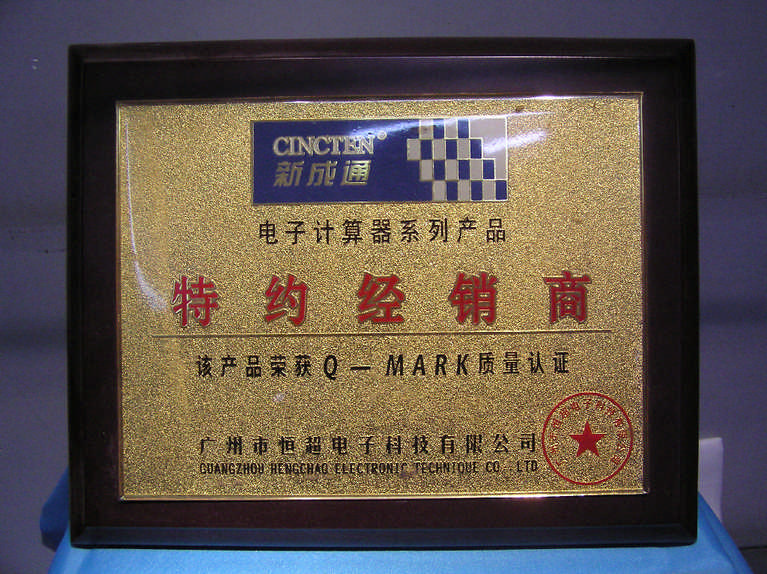 CINCTEN®
新成通
电子计算器系列产品
特约经销商
该产品荣获Q—MARK质量认证
广州市恒超电子科技有限公司
GUANGZHOU HENGCHAO ELECTRONIC TECHNIQUE CO., LTD